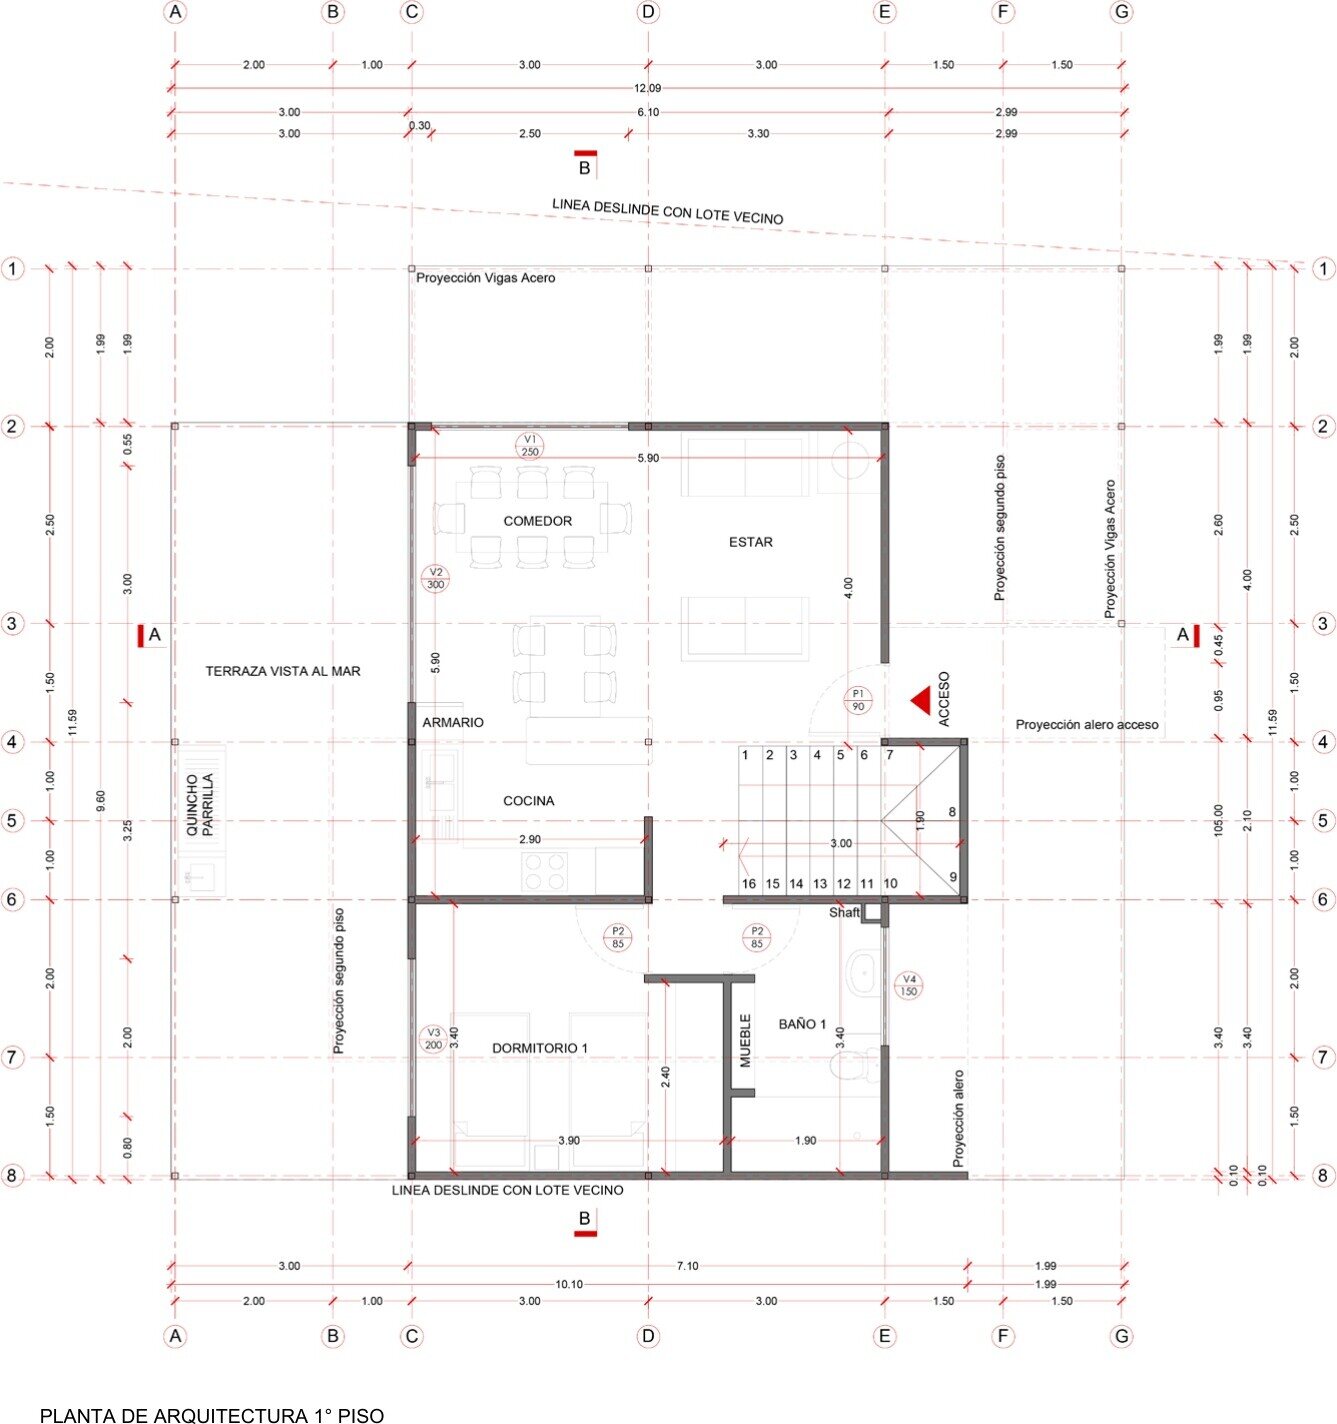 A B C D E F G
2.00 1.00 3.00 3.00 1.50 1.50
12.09
3.00 6.10 2.99
3.00 0.30 2.50 3.30 2.99
B
LINEA DESLINDE CON LOTE VECINO
1 1
Proyección Vigas Acero
2.00 1.99 1.99 1.99 1.99 2.00
2 2
0.55
V1
250
5.90
COMEDOR
ESTAR
2.50
V2
300
3.00
4.00
Proyección segundo piso
Proyección Vigas Acero
2.60
4.00
2.50
3 3
A A
0.45
TERRAZA VISTA AL MAR
5.90
1.50
11.59
P1
90
ACCESO
0.95
1.50
11.59
ARMARIO
Proyección alero acceso
4 4
1 2 3 4 5 6 7
QUINCHO
PARRILLA
1.00
9.60
3.25
COCINA
8
1.90
105.00
2.10
1.00
5 5
2.90
3.00
1.00
1.00
16 15 14 13 12 11 10 9
6 6
Shaft
P2
85
P2
85
Proyección segundo piso
2.00
2.00
V4
150
2.00
V3
200
3.40
DORMITORIO 1
MUEBLE
BAÑO 1
3.40
3.40
3.40
7 7
2.40
Proyección alero
1.50
0.80
3.90
1.90
1.50
8 8
0.10
0.10
LINEA DESLINDE CON LOTE VECINO
B
3.00 7.10 1.99
10.10 1.99
2.00 1.00 3.00 3.00 1.50 1.50
A B C D E F G
PLANTA DE ARQUITECTURA 1° PISO